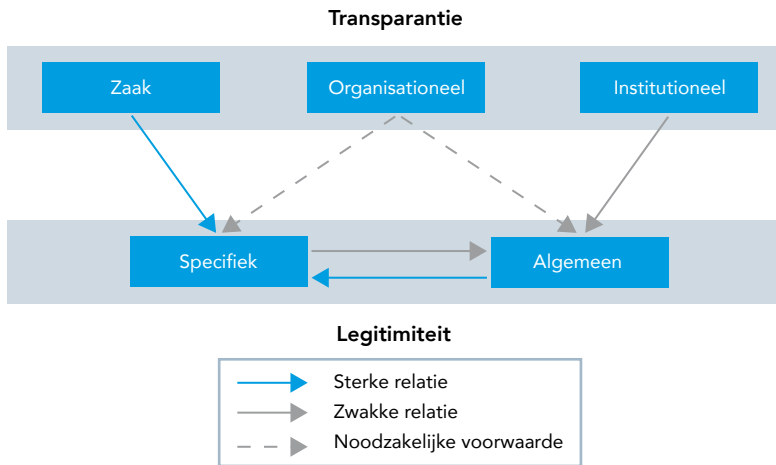 Transparantie
Zaak
Organisationeel
Institutioneel
Specifiek
Algemeen
Legitimiteit
Sterke relatie
Zwakke relatie
Noodzakelijke voorwaarde